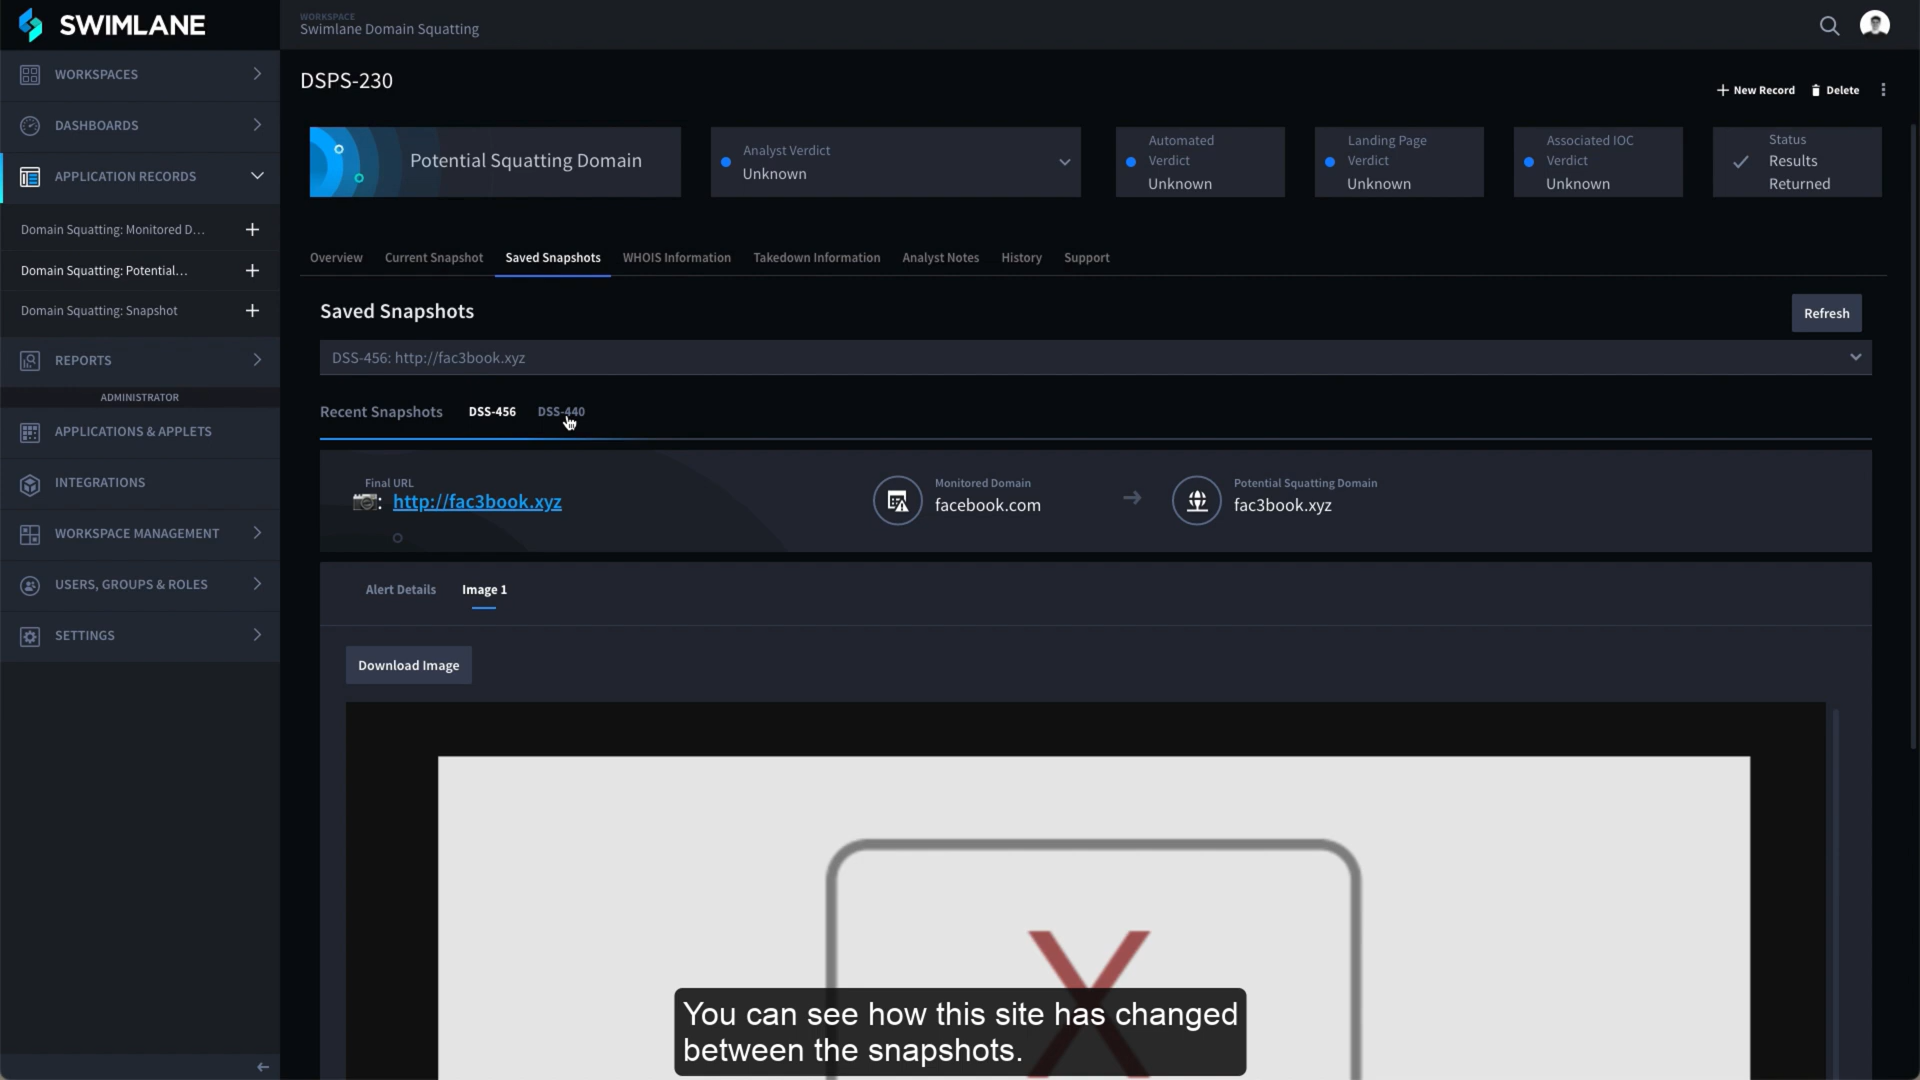 SWIMLANE
WORKSPACE
Swimlane Domain Squatting
WORKSPACES
DASHBOARDS
APPLICATION RECORDS
Domain Squatting: Monitored D...
Domain Squatting: Potential...
Domain Squatting: Snapshot
REPORTS
ADMINISTRATOR
APPLICATIONS & APPLETS
INTEGRATIONS
WORKSPACE MANAGEMENT
USERS, GROUPS & ROLES
SETTINGS
DSPS-230
New Record
Delete
Potential Squatting Domain
Analyst Verdict
Unknown
Automated
Verdict
Unknown
Landing Page
Verdict
Unknown
Associated IOC
Verdict
Unknown
Status
Results
Returned
Overview Current Snapshot Saved Snapshots WHOIS Information Takedown Information Analyst Notes History Support
Saved Snapshots
Refresh
DSS-456: http://fac3book.xyz
Recent Snapshots DSS-456 DSS-440
Final URL
: http://fac3book.xyz
Monitored Domain
facebook.com
Potential Squatting Domain
fac3book.xyz
Alert Details Image 1
Download Image
X
You can see how this site has changed
between the snapshots.